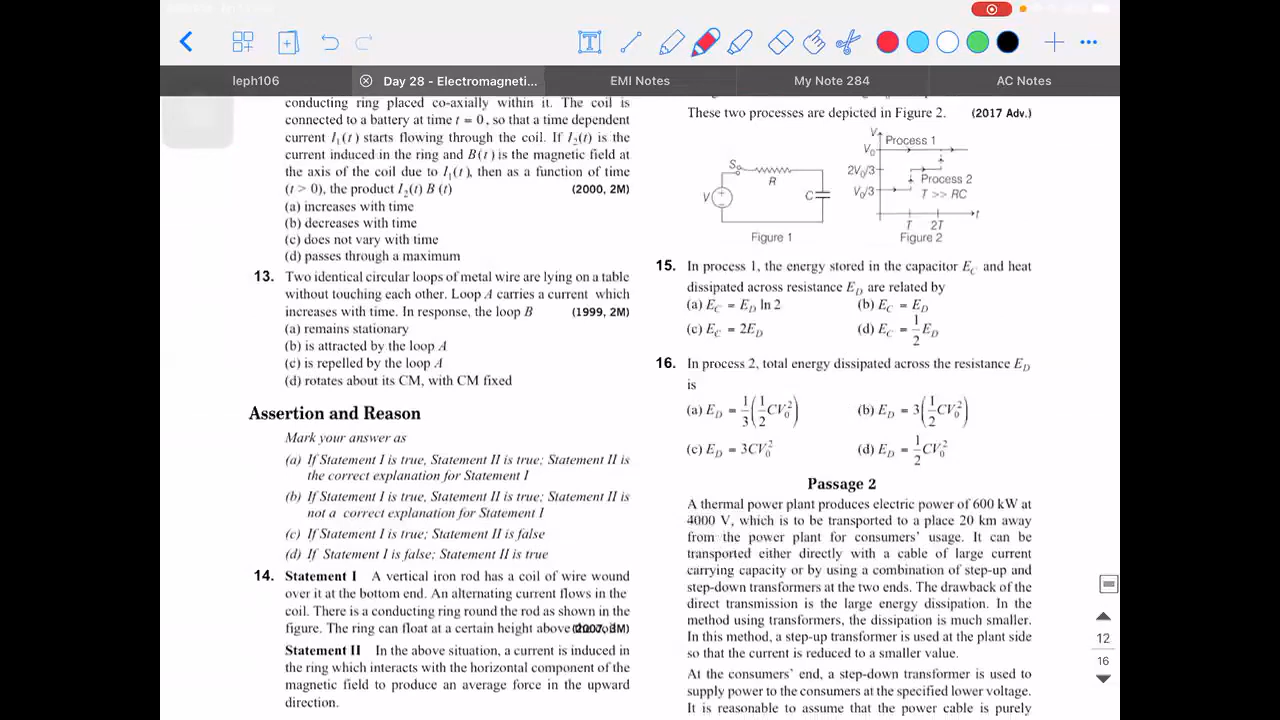 leph106
Day 28 - Electromagneti...
EMI Notes
My Note 284
AC Notes
conducting ring placed co-axially within it. The coil is
connected to a battery at time t = 0, so that a time dependent
current I₁(t) starts flowing through the coil. If I₂(t) is the
current induced in the ring and B(t) is the magnetic field at
the axis of the coil due to I₁(t), then as a function of time
(t > 0), the product I₂(t) B (t) (2000, 2M)
(a) increases with time
(b) decreases with time
(c) does not vary with time
(d) passes through a maximum
13. Two identical circular loops of metal wire are lying on a table
without touching each other. Loop A carries a current which
increases with time. In response, the loop B (1999, 2M)
(a) remains stationary
(b) is attracted by the loop A
(c) is repelled by the loop A
(d) rotates about its CM, with CM fixed
Assertion and Reason
Mark your answer as
(a) If Statement I is true, Statement II is true; Statement II is
the correct explanation for Statement I
(b) If Statement I is true, Statement II is true; Statement II is
not a correct explanation for Statement I
(c) If Statement I is true; Statement II is false
(d) If Statement I is false; Statement II is true
14. Statement I A vertical iron rod has a coil of wire wound
over it at the bottom end. An alternating current flows in the
coil. There is a conducting ring round the rod as shown in the
figure. The ring can float at a certain height above (2007, 3M)
Statement II In the above situation, a current is induced in
the ring which interacts with the horizontal component of the
magnetic field to produce an average force in the upward
direction.
These two processes are depicted in Figure 2. (2017 Adv.)
S
R
V
C
Figure 1
V
V₀
Process 1
2V₀/3
Process 2
V₀/3
T >> RC
t
T 2T
Figure 2
15. In process 1, the energy stored in the capacitor E_C and heat
dissipated across resistance E_D are related by
(a) E_C = E_D ln 2 (b) E_C = E_D
(c) E_C = 2E_D (d) E_C = 1/2 E_D
16. In process 2, total energy dissipated across the resistance E_D
is
(a) E_D = 1/3 (1/2 CV₀²) (b) E_D = 3 (1/2 CV₀²)
(c) E_D = 3CV₀² (d) E_D = 1/2 CV₀²
Passage 2
A thermal power plant produces electric power of 600 kW at
4000 V, which is to be transported to a place 20 km away
from the power plant for consumers' usage. It can be
transported either directly with a cable of large current
carrying capacity or by using a combination of step-up and
step-down transformers at the two ends. The drawback of the
direct transmission is the large energy dissipation. In the
method using transformers, the dissipation is much smaller.
In this method, a step-up transformer is used at the plant side
so that the current is reduced to a smaller value.
At the consumers' end, a step-down transformer is used to
supply power to the consumers at the specified lower voltage.
It is reasonable to assume that the power cable is purely
12
16